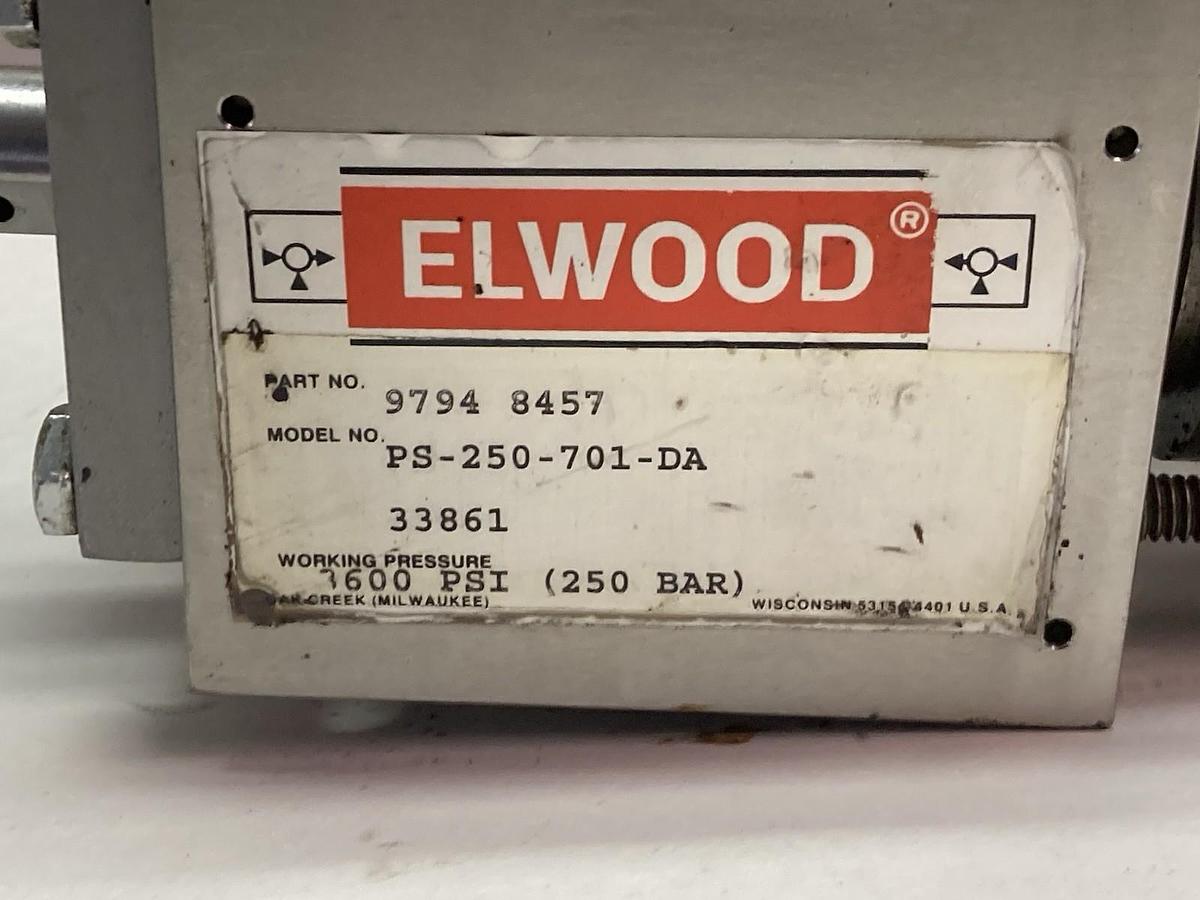 ELWOOD®
PART NO. 9794 8457
MODEL NO. PS-250-701-DA
33861
WORKING PRESSURE
3600 PSI (250 BAR)
CREEK (MILWAUKEE) WISCONSIN U.S.A.